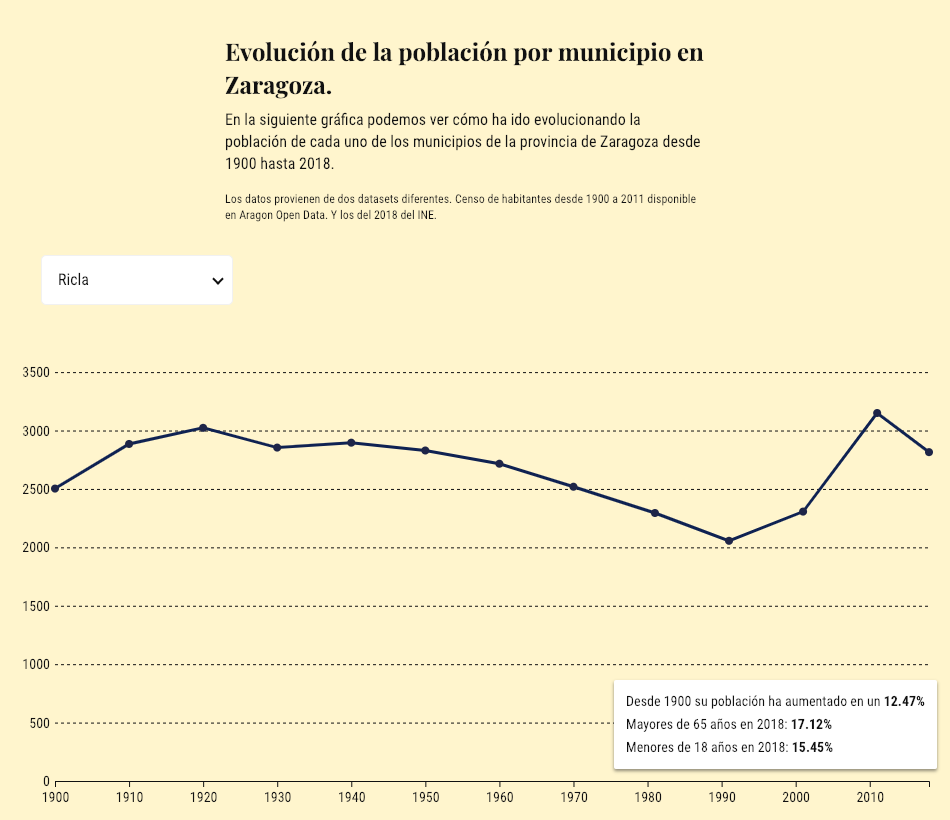 Evolución de la población por municipio en
Zaragoza.
En la siguiente gráfica podemos ver cómo ha ido evolucionando la
población de cada uno de los municipios de la provincia de Zaragoza desde
1900 hasta 2018.
Los datos provienen de dos datasets diferentes. Censo de habitantes desde 1900 a 2011 disponible
en Aragon Open Data. Y los del 2018 del INE.
Ricla
3500
3000
2500
2000
1500
1000
500
0
Desde 1900 su población ha aumentado en un 12.47%
Mayores de 65 años en 2018: 17.12%
Menores de 18 años en 2018: 15.45%
1900 1910 1920 1930 1940 1950 1960 1970 1980 1990 2000 2010